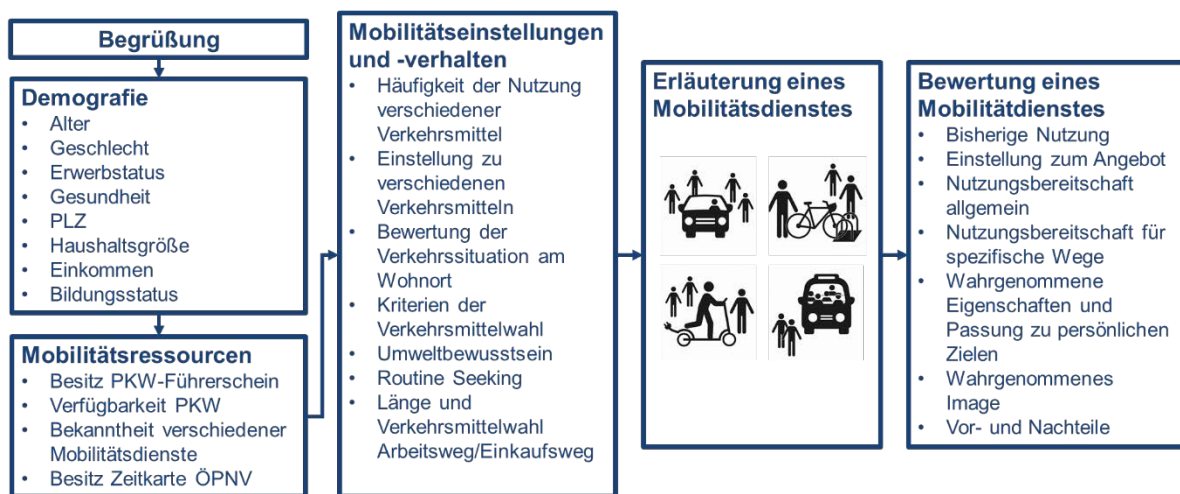 Begrüßung
Demografie
• Alter
• Geschlecht
• Erwerbstatus
• Gesundheit
• PLZ
• Haushaltsgröße
• Einkommen
• Bildungsstatus
Mobilitätsressourcen
• Besitz PKW-Führerschein
• Verfügbarkeit PKW
• Bekanntheit verschiedener
Mobilitätsdienste
• Besitz Zeitkarte ÖPNV
Mobilitätseinstellungen
und -verhalten
• Häufigkeit der Nutzung
verschiedener
Verkehrsmittel
• Einstellung zu
verschiedenen
Verkehrsmitteln
• Bewertung der
Verkehrssituation am
Wohnort
• Kriterien der
Verkehrsmittelwahl
• Umweltbewusstsein
• Routine Seeking
• Länge und
Verkehrsmittelwahl
Arbeitsweg/Einkaufsweg
Erläuterung eines
Mobilitätsdienstes
Bewertung eines
Mobilitätdienstes
• Bisherige Nutzung
• Einstellung zum Angebot
• Nutzungsbereitschaft
allgemein
• Nutzungsbereitschaft für
spezifische Wege
• Wahrgenommene
Eigenschaften und
Passung zu persönlichen
Zielen
• Wahrgenommenes
Image
• Vor- und Nachteile